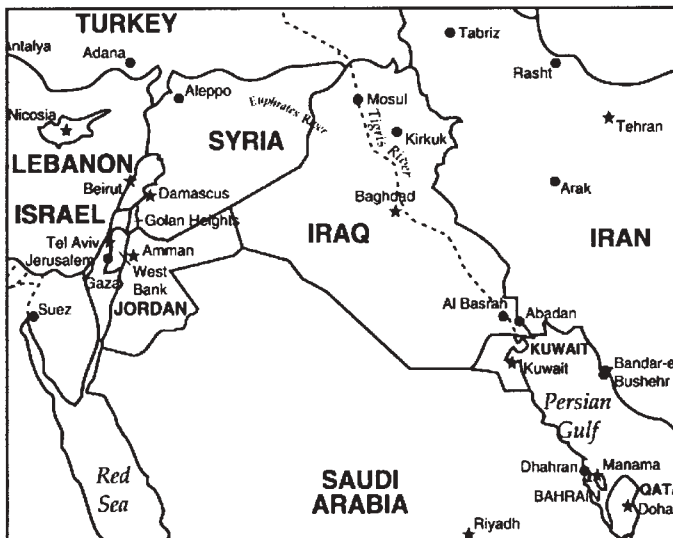 TURKEY
Antalya
Adana
Tabriz
Rasht
Aleppo
Euphrates River
Mosul
Nicosia
Tigris River
Tehran
SYRIA
Kirkuk
LEBANON
Beirut
Damascus
Arak
Baghdad
ISRAEL
Golan Heights
IRAQ
IRAN
Tel Aviv
Amman
Jerusalem
West
Bank
Gaza
JORDAN
Suez
Al Basrah
Abadan
KUWAIT
Kuwait
Bandar-e
Bushehr
Persian
Gulf
Red
Sea
SAUDI
ARABIA
Dhahran
Manama
BAHRAIN
QATA
Doha
Riyadh